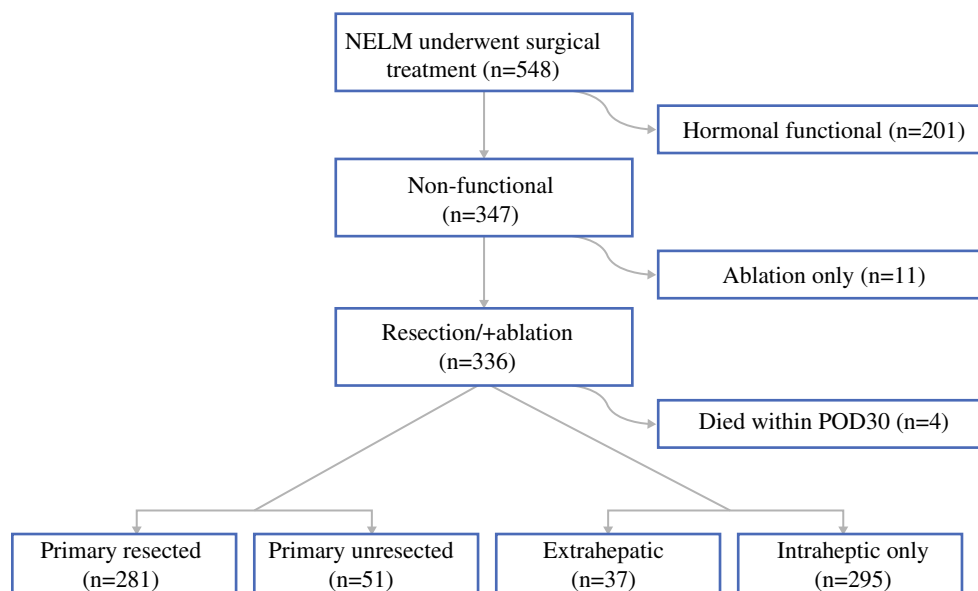 NELM underwent surgical
treatment (n=548)
Hormonal functional (n=201)
Non-functional
(n=347)
Ablation only (n=11)
Resection/+ablation
(n=336)
Died within POD30 (n=4)
Primary resected
(n=281)
Primary unresected
(n=51)
Extrahepatic
(n=37)
Intraheptic only
(n=295)